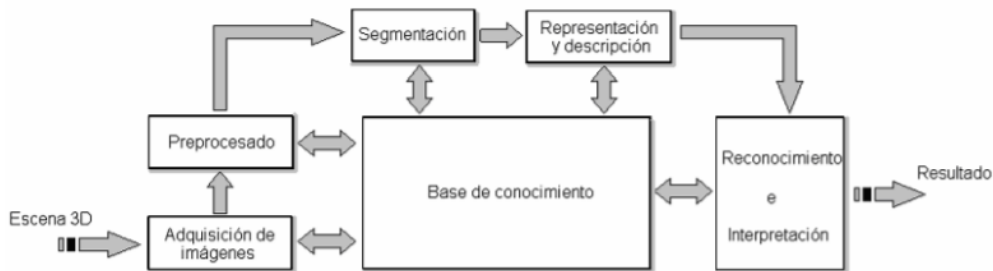 Segmentación
Representación
y descripción
Preprocesado
Base de conocimiento
Reconocimiento
e
Interpretación
Resultado
Escena 3D
Adquisición de
imágenes